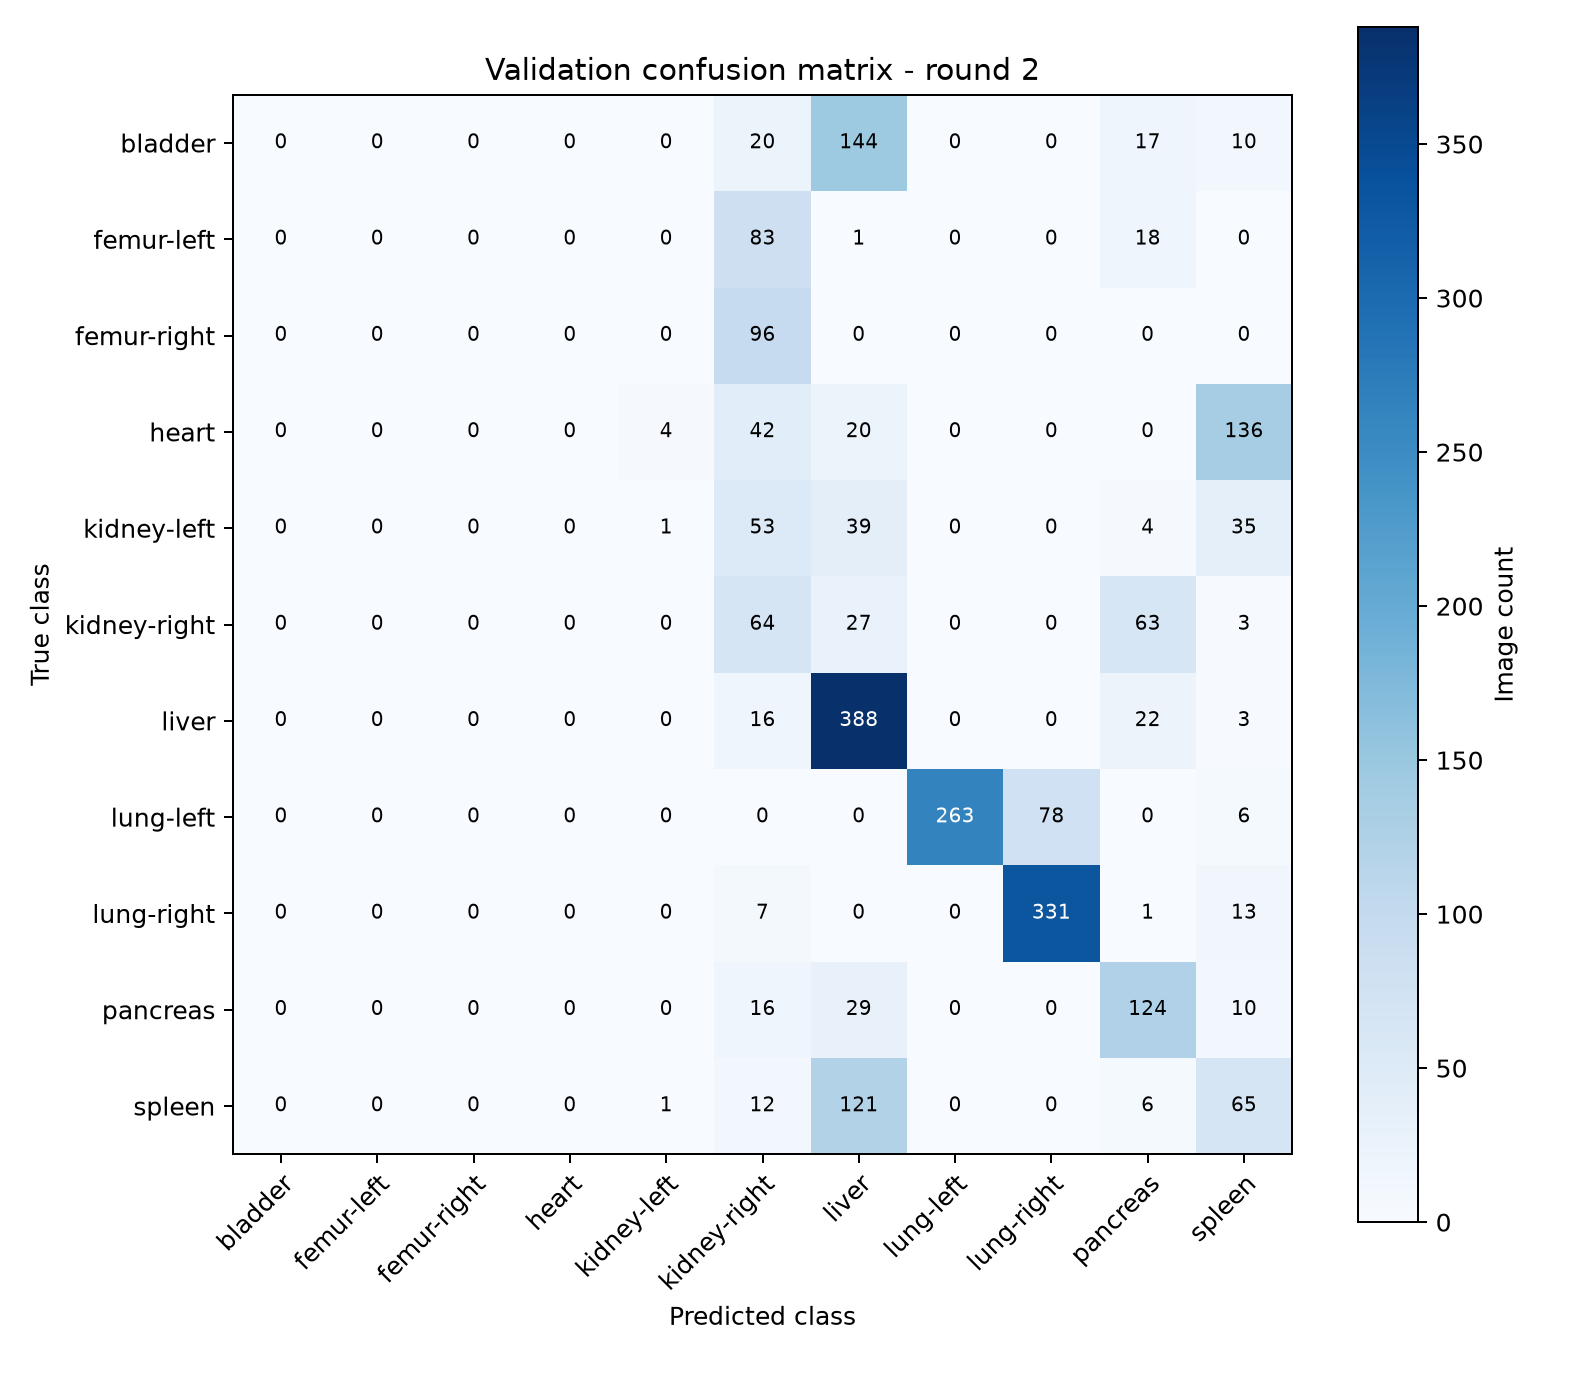 Validation confusion matrix - round 2
bladder 0 0 0 0 0 20 144 0 0 17 10
femur-left 0 0 0 0 0 83 1 0 0 18 0
femur-right 0 0 0 0 0 96 0 0 0 0 0
heart 0 0 0 0 4 42 20 0 0 0 136
kidney-left 0 0 0 0 1 53 39 0 0 4 35
kidney-right 0 0 0 0 0 64 27 0 0 63 3
liver 0 0 0 0 0 16 388 0 0 22 3
lung-left 0 0 0 0 0 0 0 263 78 0 6
lung-right 0 0 0 0 0 7 0 0 331 1 13
pancreas 0 0 0 0 0 16 29 0 0 124 10
spleen 0 0 0 0 1 12 121 0 0 6 65
True class
bladder femur-left femur-right heart kidney-left kidney-right liver lung-left lung-right pancreas spleen
Predicted class
350
300
250
200
150
100
50
0
Image count